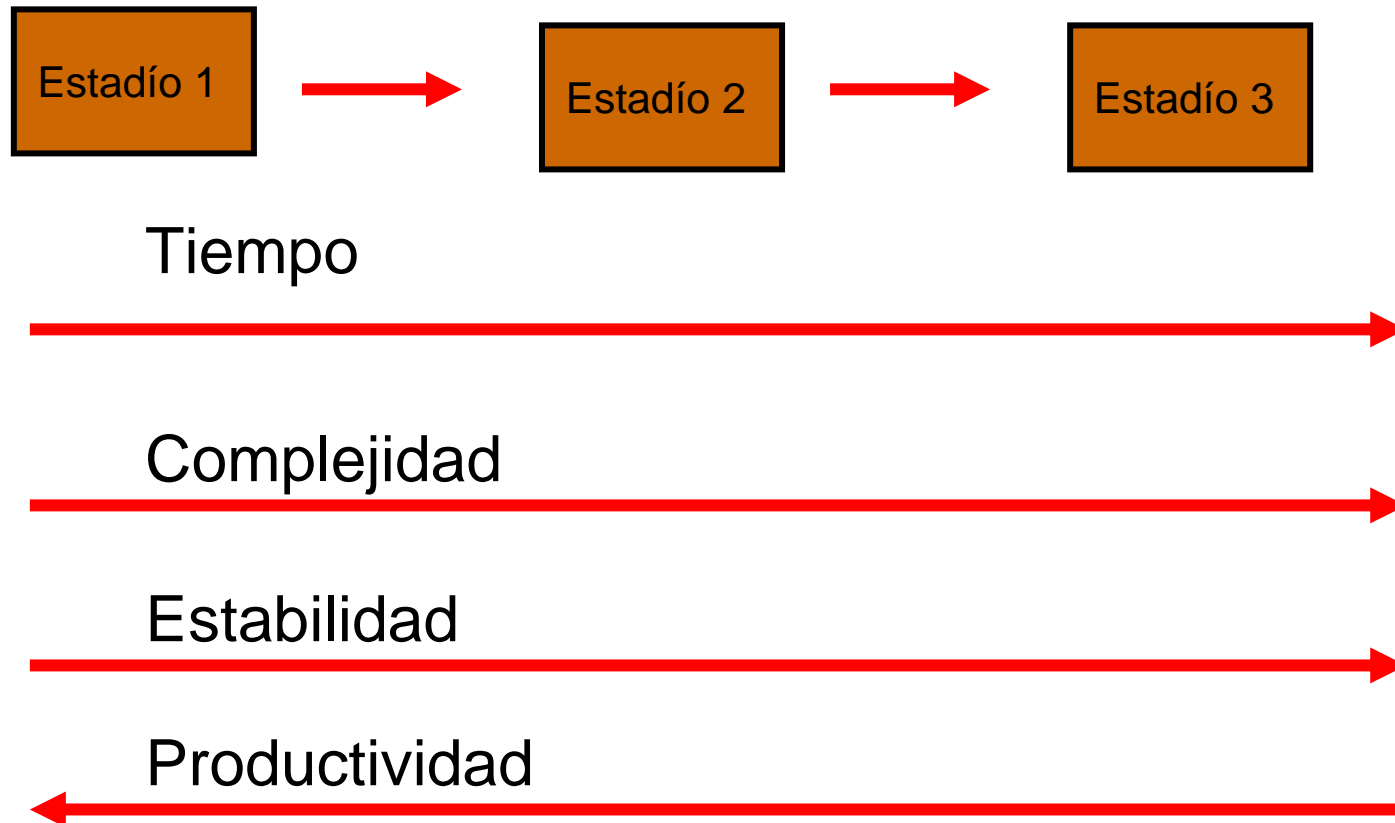 Estadío 1
Estadío 2
Estadío 3
Tiempo
Complejidad
Estabilidad
Productividad